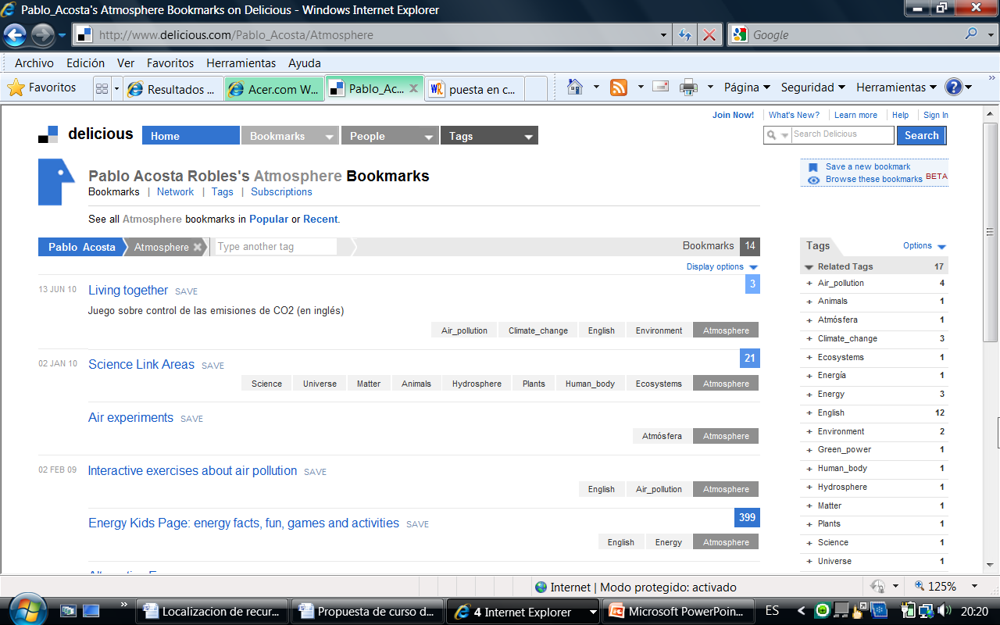 Pablo_Acosta's Atmosphere Bookmarks on Delicious - Windows Internet Explorer
http://www.delicious.com/Pablo_Acosta/Atmosphere
Google
Archivo Edición Ver Favoritos Herramientas Ayuda
Favoritos Resultados ... Acer.com W... Pablo_Ac... puesta en c... Página Seguridad Herramientas
Join Now! What's New? Learn more Help Sign In
delicious Home Bookmarks People Tags Search Delicious Search
Pablo Acosta Robles's Atmosphere Bookmarks
Bookmarks | Network | Tags | Subscriptions
Save a new bookmark
Browse these bookmarks BETA
See all Atmosphere bookmarks in Popular or Recent.
Pablo Acosta Atmosphere Type another tag Bookmarks 14
Display options
13 JUN 10 Living together SAVE 3
Juego sobre control de las emisiones de CO2 (en inglés)
Air_pollution Climate_change English Environment Atmosphere
02 JAN 10 Science Link Areas SAVE 21
Science Universe Matter Animals Hydrosphere Plants Human_body Ecosystems Atmosphere
Air experiments SAVE
Atmósfera Atmosphere
02 FEB 09 Interactive exercises about air pollution SAVE
English Air_pollution Atmosphere
Energy Kids Page: energy facts, fun, games and activities SAVE 399
English Energy Atmosphere
Tags Options
Related Tags 17
+ Air_pollution 4
+ Animals 1
+ Atmósfera 1
+ Climate_change 3
+ Ecosystems 1
+ Energía 1
+ Energy 3
+ English 12
+ Environment 2
+ Green_power 1
+ Human_body 1
+ Hydrosphere 1
+ Matter 1
+ Plants 1
+ Science 1
+ Universe 1
Internet | Modo protegido: activado 125%
Localizacion de recur... Propuesta de curso d... 4 Internet Explorer Microsoft PowerPoin... ES 20:20